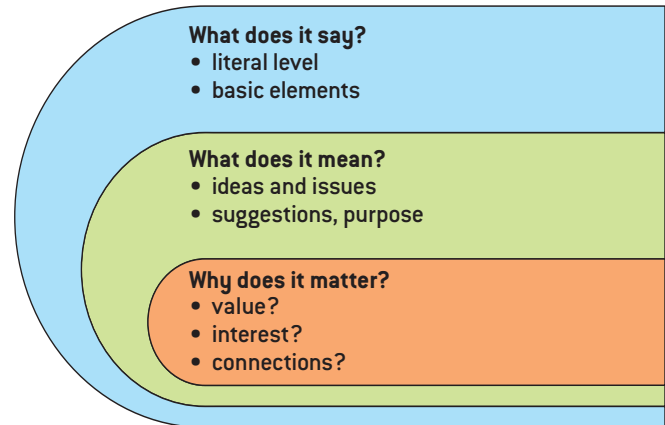 What does it say?
• literal level
• basic elements
What does it mean?
• ideas and issues
• suggestions, purpose
Why does it matter?
• value?
• interest?
• connections?